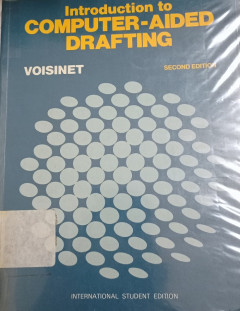 Introduction to
COMPUTER-AIDED
DRAFTING
VOISINET
SECOND EDITION
INTERNATIONAL STUDENT EDITION